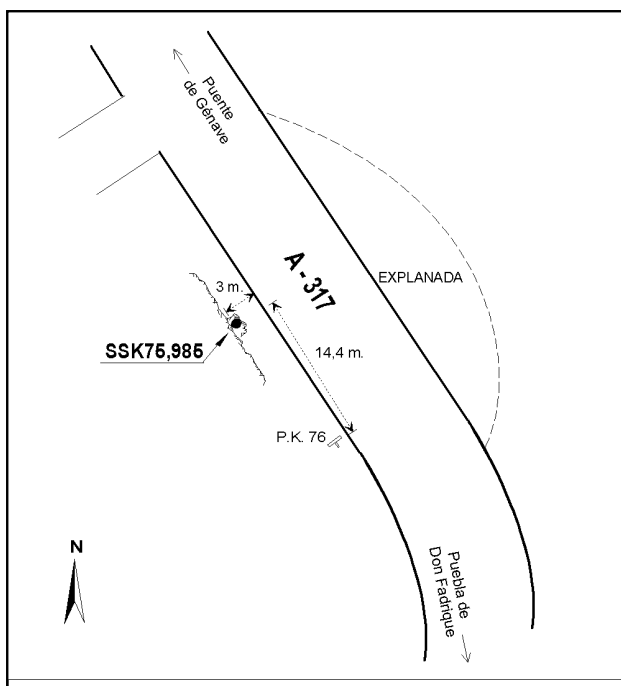 Puente
de Génave
A - 317
EXPLANADA
3 m.
SSK75,985
14,4 m.
P.K. 76
N
Puebla de
Don Fadrique